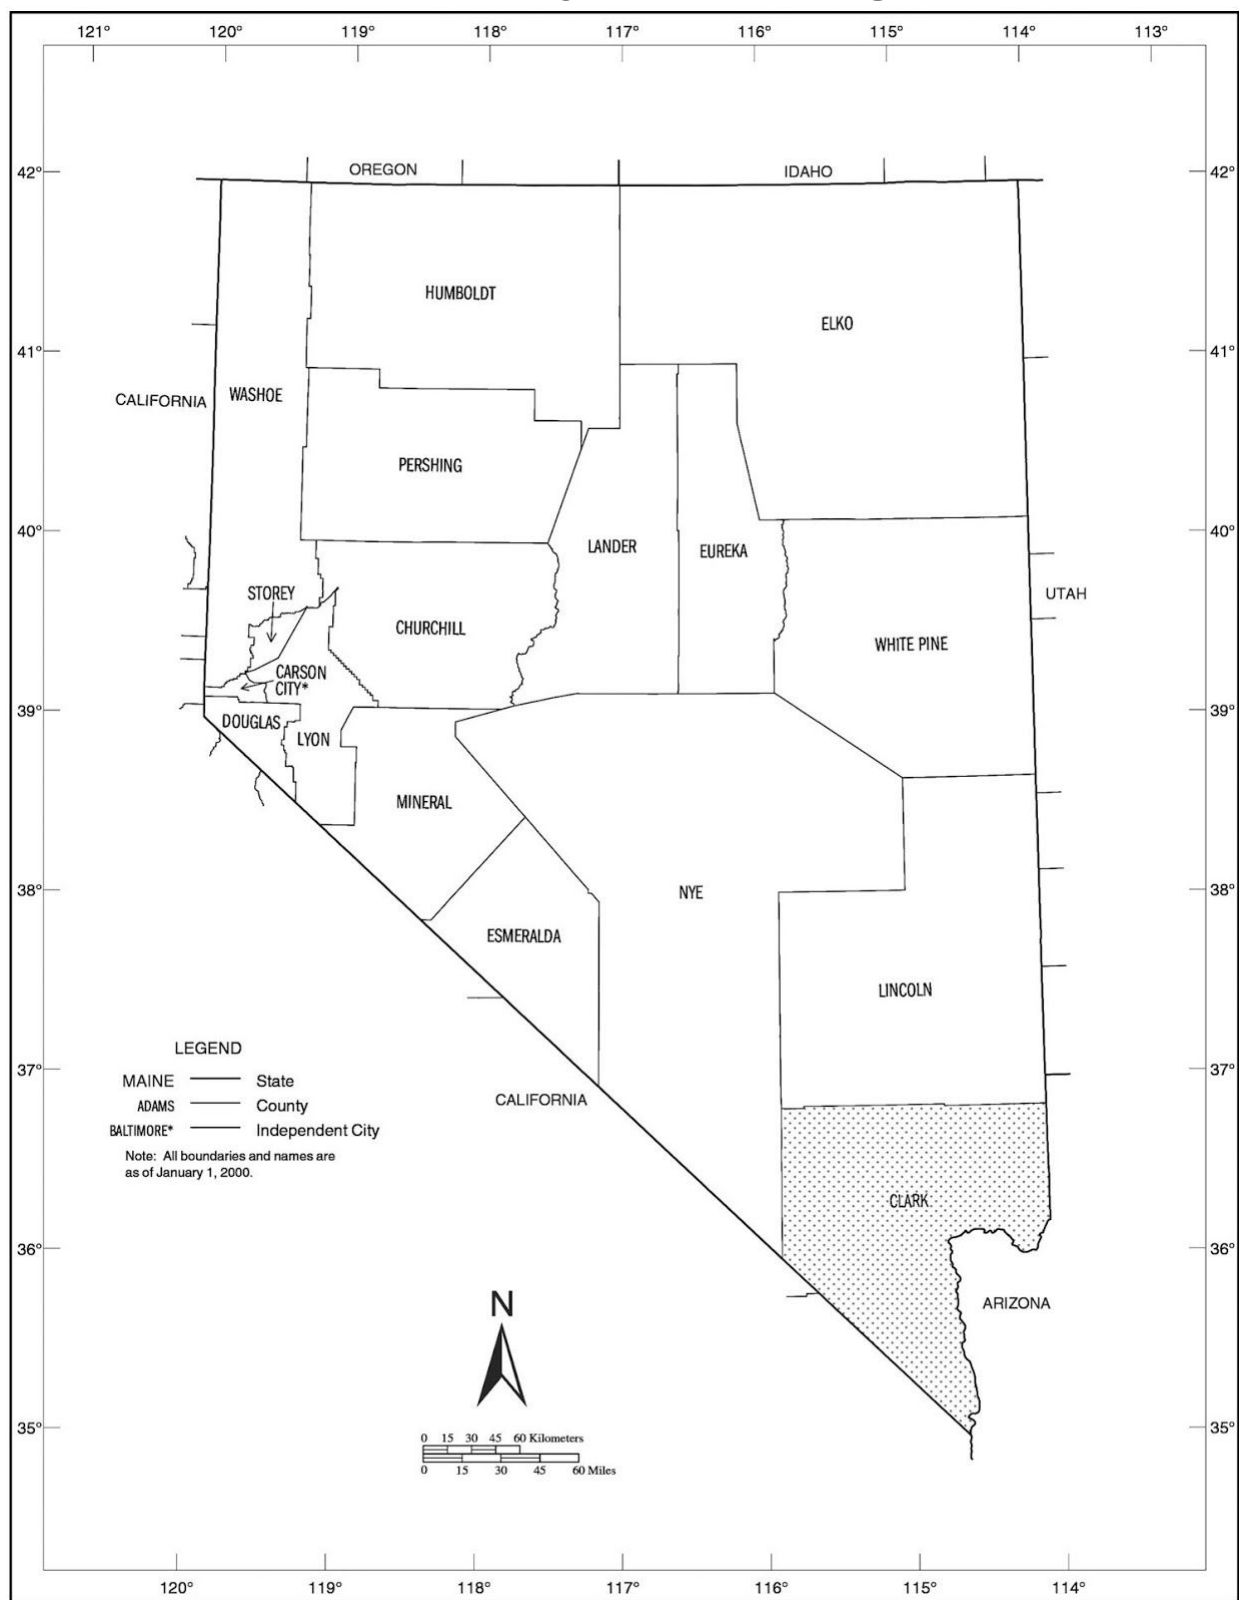 121° 120° 119° 118° 117° 116° 115° 114° 113°
42° OREGON IDAHO 42°
HUMBOLDT
ELKO
41° 41°
CALIFORNIA WASHOE
PERSHING
40° 40°
LANDER EUREKA
STOREY UTAH
CHURCHILL
WHITE PINE
CARSON
CITY*
39° 39°
DOUGLAS
LYON
MINERAL
38° 38°
NYE
ESMERALDA
LINCOLN
LEGEND
37° 37°
MAINE State
CALIFORNIA
ADAMS County
BALTIMORE* Independent City
Note: All boundaries and names are
as of January 1, 2000.
CLARK
36° 36°
N
ARIZONA
35° 35°
0 15 30 45 60 Kilometers
0 15 30 45 60 Miles
120° 119° 118° 117° 116° 115° 114°